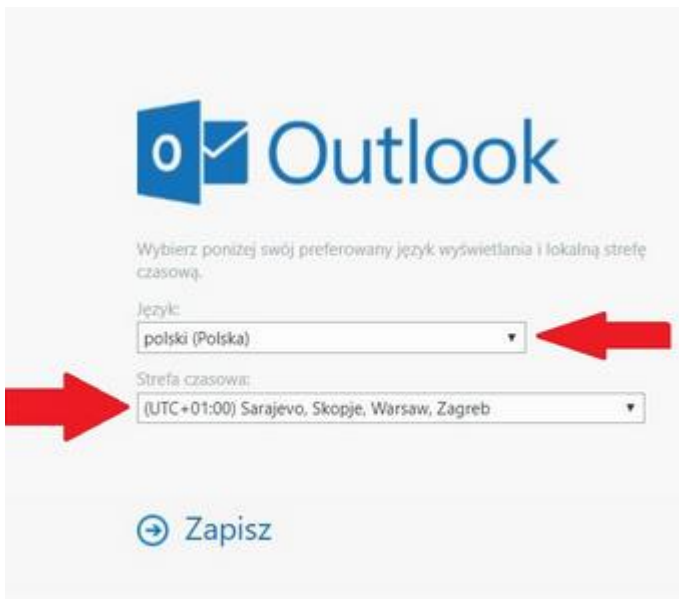 Outlook
Wybierz poniżej swój preferowany język wyświetlania i lokalną strefę
czasową.
Język:
polski (Polska)
Strefa czasowa:
(UTC+01:00) Sarajevo, Skopje, Warsaw, Zagreb
Zapisz